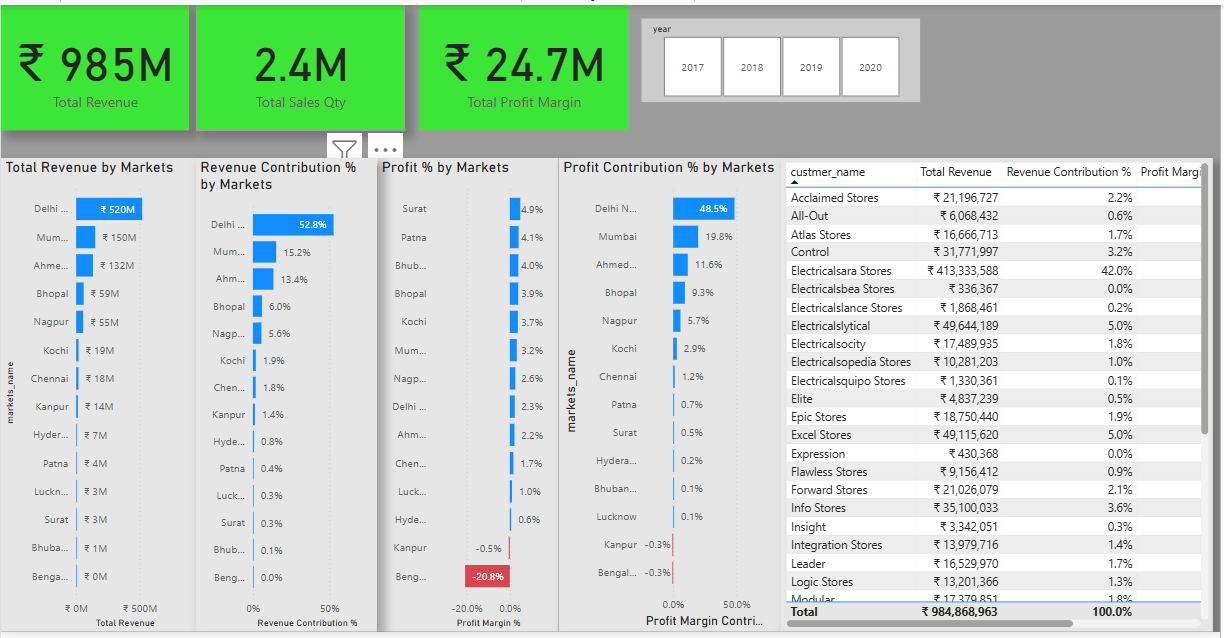 ₹ 985M
Total Revenue
2.4M
Total Sales Qty
₹ 24.7M
Total Profit Margin
year
2017
2018
2019
2020
Total Revenue by Markets
markets_name
Delhi ... ₹ 520M
Mum... ₹ 150M
Ahme... ₹ 132M
Bhopal ₹ 59M
Nagpur ₹ 55M
Kochi ₹ 19M
Chennai ₹ 18M
Kanpur ₹ 14M
Hyder... ₹ 7M
Patna ₹ 4M
Luckn... ₹ 3M
Surat ₹ 3M
Bhuba... ₹ 1M
Benga... ₹ 0M
₹ 0M ₹ 500M
Total Revenue
Revenue Contribution %
by Markets
Delhi ... 52.8%
Mum... 15.2%
Ahm... 13.4%
Bhopal 6.0%
Nagp... 5.6%
Kochi 1.9%
Chen... 1.8%
Kanpur 1.4%
Hyde... 0.8%
Patna 0.4%
Luck... 0.3%
Surat 0.3%
Bhub... 0.1%
Beng... 0.0%
0% 50%
Revenue Contribution %
Profit % by Markets
Surat 4.9%
Patna 4.1%
Bhub... 4.0%
Bhopal 3.9%
Kochi 3.7%
Mum... 3.2%
Nagp... 2.6%
Delhi ... 2.3%
Ahm... 2.2%
Chen... 1.7%
Luck... 1.0%
Hyde... 0.6%
Kanpur -0.5%
Beng... -20.8%
-20.0% 0.0%
Profit Margin %
Profit Contribution % by Markets
markets_name
Delhi N... 48.5%
Mumbai 19.8%
Ahmed... 11.6%
Bhopal 9.3%
Nagpur 5.7%
Kochi 2.9%
Chennai 1.2%
Patna 0.7%
Surat 0.5%
Hydera... 0.2%
Bhuban... 0.1%
Lucknow 0.1%
Kanpur -0.3%
Bengal... -0.3%
0.0% 50.0%
Profit Margin Contri...
custmer_name Total Revenue Revenue Contribution % Profit Margi
Acclaimed Stores ₹ 21,196,727 2.2%
All-Out ₹ 6,068,432 0.6%
Atlas Stores ₹ 16,666,713 1.7%
Control ₹ 31,771,997 3.2%
Electricalsara Stores ₹ 413,333,588 42.0%
Electricalsbea Stores ₹ 336,367 0.0%
Electricalslance Stores ₹ 1,868,461 0.2%
Electricalslytical ₹ 49,644,189 5.0%
Electricalsocity ₹ 17,489,935 1.8%
Electricalsopedia Stores ₹ 10,281,203 1.0%
Electricalsquipo Stores ₹ 1,330,361 0.1%
Elite ₹ 4,837,239 0.5%
Epic Stores ₹ 18,750,440 1.9%
Excel Stores ₹ 49,115,620 5.0%
Expression ₹ 430,368 0.0%
Flawless Stores ₹ 9,156,412 0.9%
Forward Stores ₹ 21,026,079 2.1%
Info Stores ₹ 35,100,033 3.6%
Insight ₹ 3,342,051 0.3%
Integration Stores ₹ 13,979,716 1.4%
Leader ₹ 16,529,970 1.7%
Logic Stores ₹ 13,201,366 1.3%
Modular ₹ 17,379,851 1.8%
Total ₹ 984,868,963 100.0%